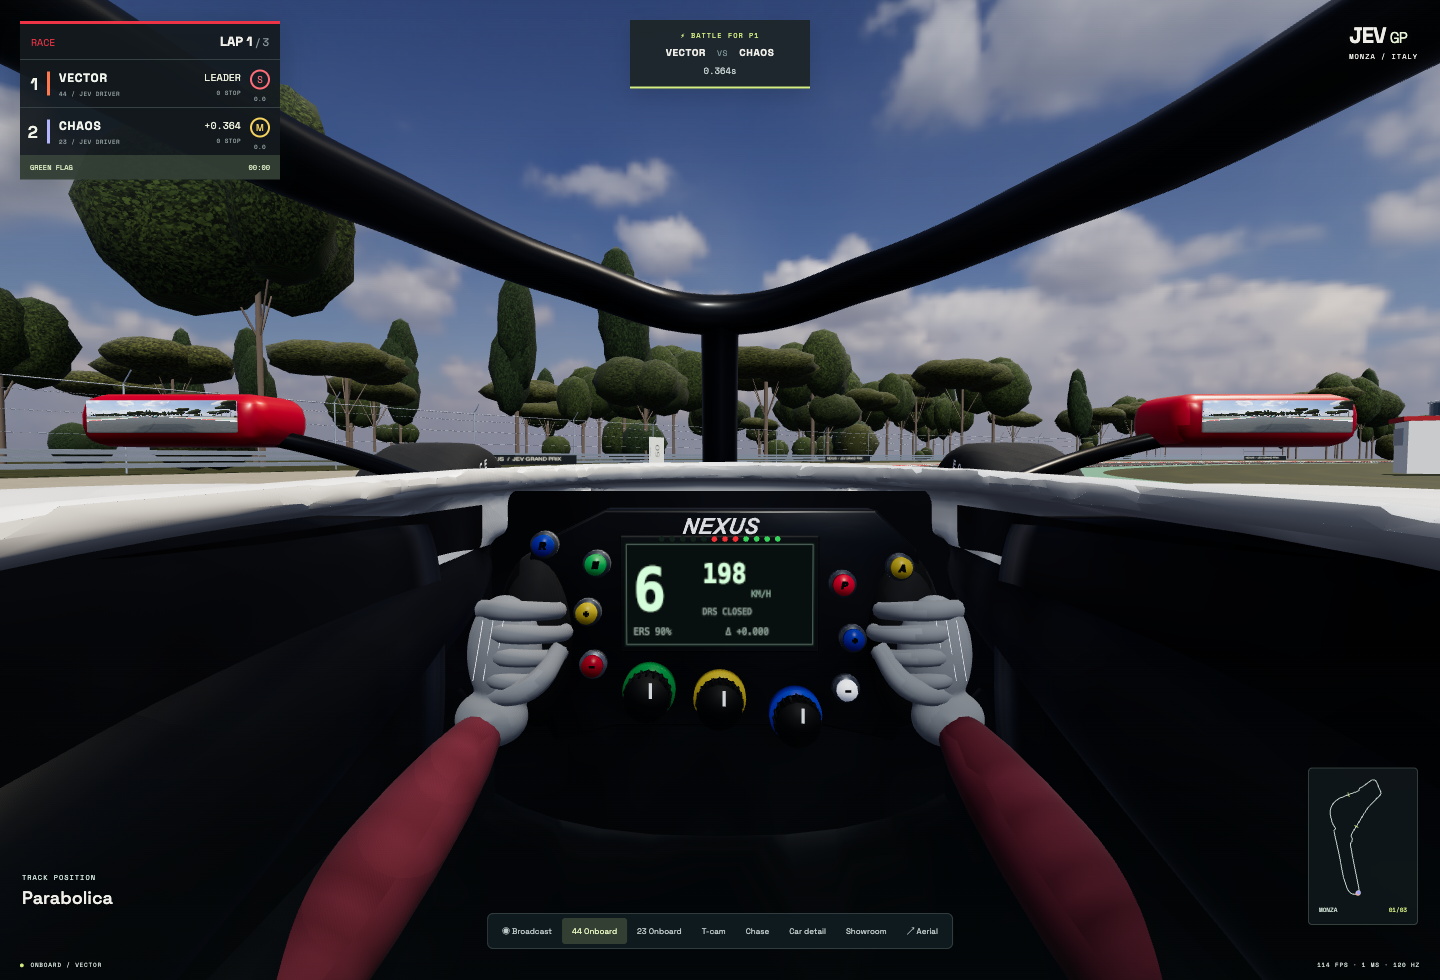 RACE
LAP 1 / 3
1 VECTOR LEADER S
44 / JEV DRIVER 0 STOP 0.0
2 CHAOS +0.364 M
23 / JEV DRIVER 0 STOP 0.0
GREEN FLAG 00:00
⚡ BATTLE FOR P1
VECTOR VS CHAOS
0.364s
JEV GP
MONZA / ITALY
/ JEV GRAND PRIX
NEXUS
6 198
KM/H
DRS CLOSED
ERS 90% Δ +0.000
P
A
+
-
-
TRACK POSITION
Parabolica
MONZA 01/03
◉ Broadcast 44 Onboard 23 Onboard T-cam Chase Car detail Showroom ↗ Aerial
ONBOARD / VECTOR
114 FPS · 1 MS · 120 HZ